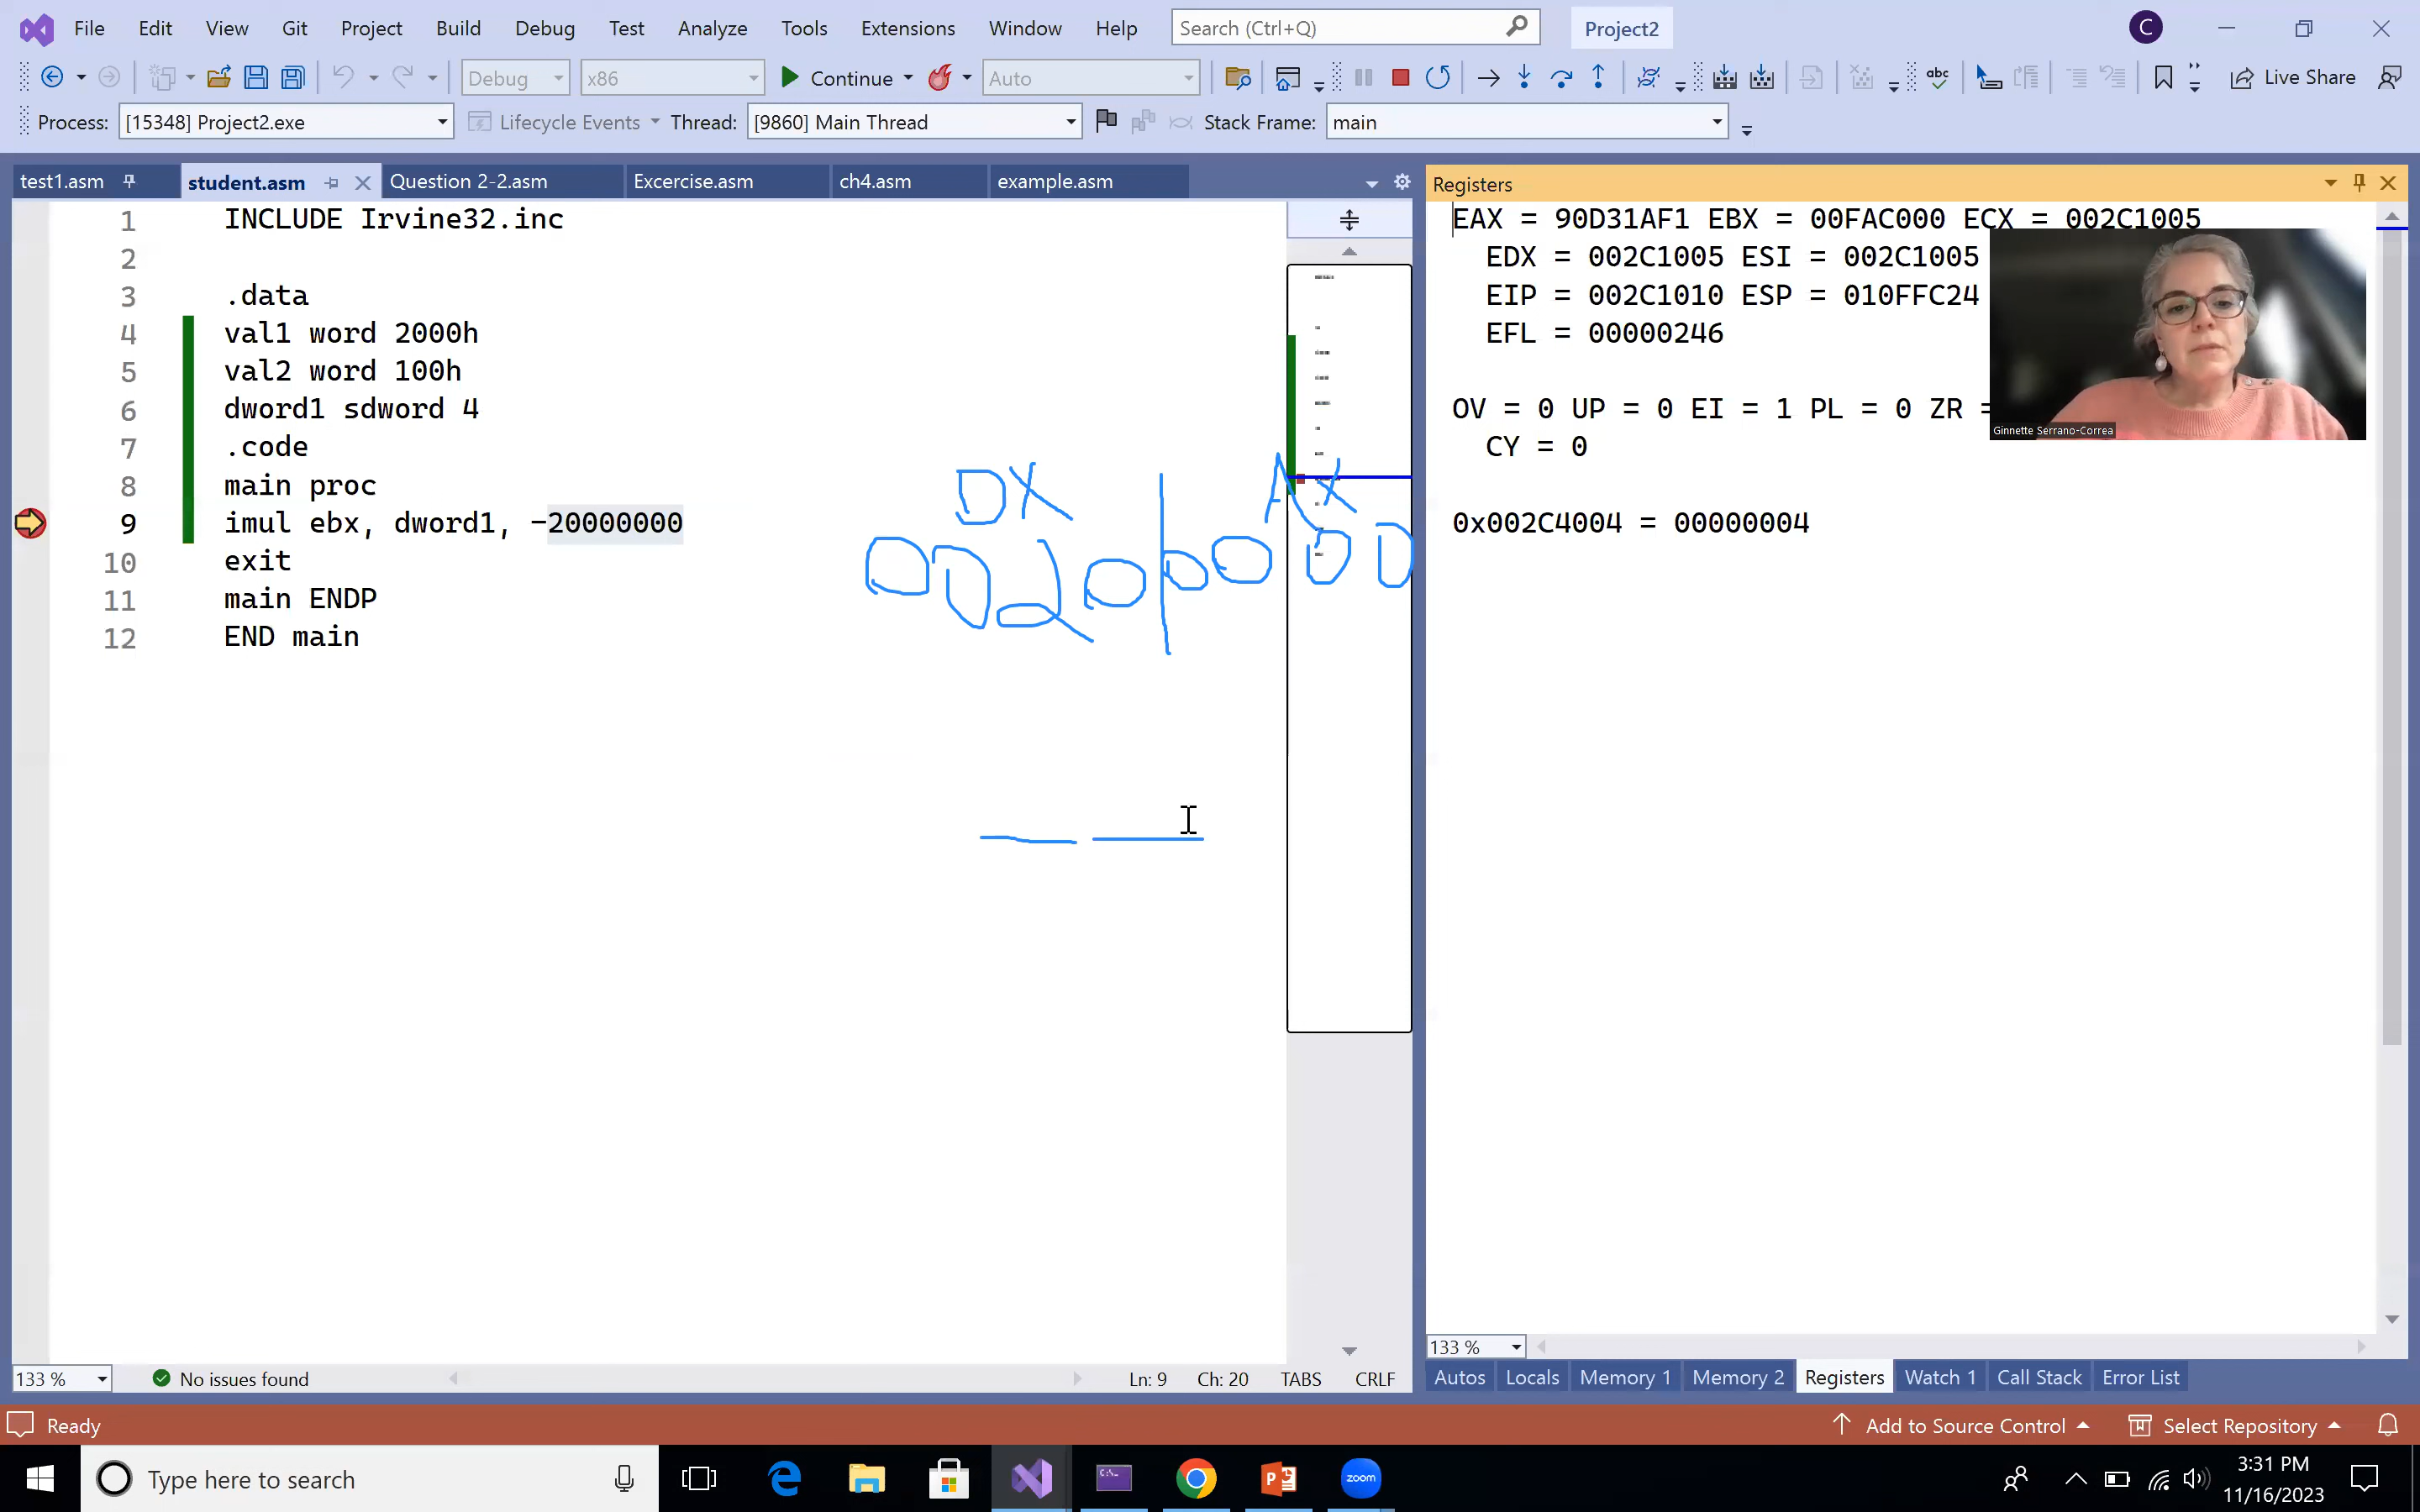 File Edit View Git Project Build Debug Test Analyze Tools Extensions Window Help Search (Ctrl+Q) Project2 C
Debug x86 Continue Auto abc Live Share
Process: [15348] Project2.exe Lifecycle Events Thread: [9860] Main Thread Stack Frame: main
test1.asm student.asm Question 2-2.asm Excercise.asm ch4.asm example.asm
1 INCLUDE Irvine32.inc
2
3 .data
4 val1 word 2000h
5 val2 word 100h
6 dword1 sdword 4
7 .code
8 main proc
9 imul ebx, dword1, -20000000
10 exit
11 main ENDP
12 END main
DX AX
0020 0000
133 % No issues found Ln: 9 Ch: 20 TABS CRLF
Registers
EAX = 90D31AF1 EBX = 00FAC000 ECX = 002C1005
EDX = 002C1005 ESI = 002C1005
EIP = 002C1010 ESP = 010FFC24
EFL = 00000246
OV = 0 UP = 0 EI = 1 PL = 0 ZR =
CY = 0
0x002C4004 = 00000004
Ginnette Serrano-Correa
133 %
Autos Locals Memory 1 Memory 2 Registers Watch 1 Call Stack Error List
Ready Add to Source Control Select Repository
Type here to search zoom 3:31 PM
11/16/2023